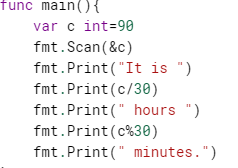 func main(){
var c int=90
fmt.Scan(&c)
fmt.Print("It is ")
fmt.Print(c/30)
fmt.Print(" hours ")
fmt.Print(c%30)
fmt.Print(" minutes.")